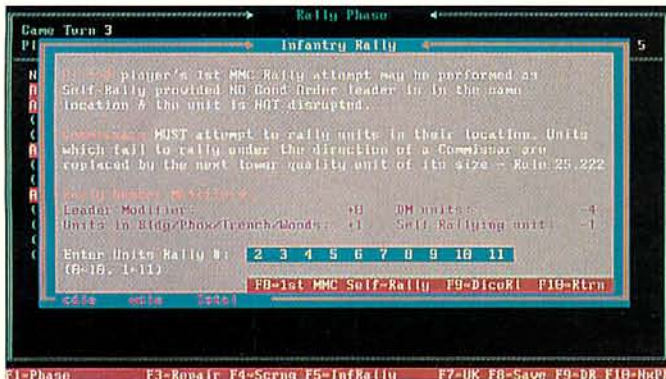 Rally Phase
Game Turn 3
Pl 5
Infantry Rally
player's 1st MMC Rally attempt may be performed as
Self-Rally provided NO Good Order leader in in the same
location & the unit is NOT disrupted.
MUST attempt to rally units in their location. Units
which fail to rally under the direction of a Commissar are
replaced by the next lower quality unit of its size - Rule 25.222
Leader Modifier: +0 DM units: -4
Units in Bldg/Pbox/Trench/Woods: +1 Self Rallying unit: -1
Enter Units Rally #: 2 3 4 5 6 7 8 9 10 11
(0=10, 1=11)
F8=1st MMC Self-Rally F9=DiceRl F10=Rtrn
F1=Phase F3=Repair F4=Scrng F5=InfRally F7=UK F8=Save F9=DR F10=NxP